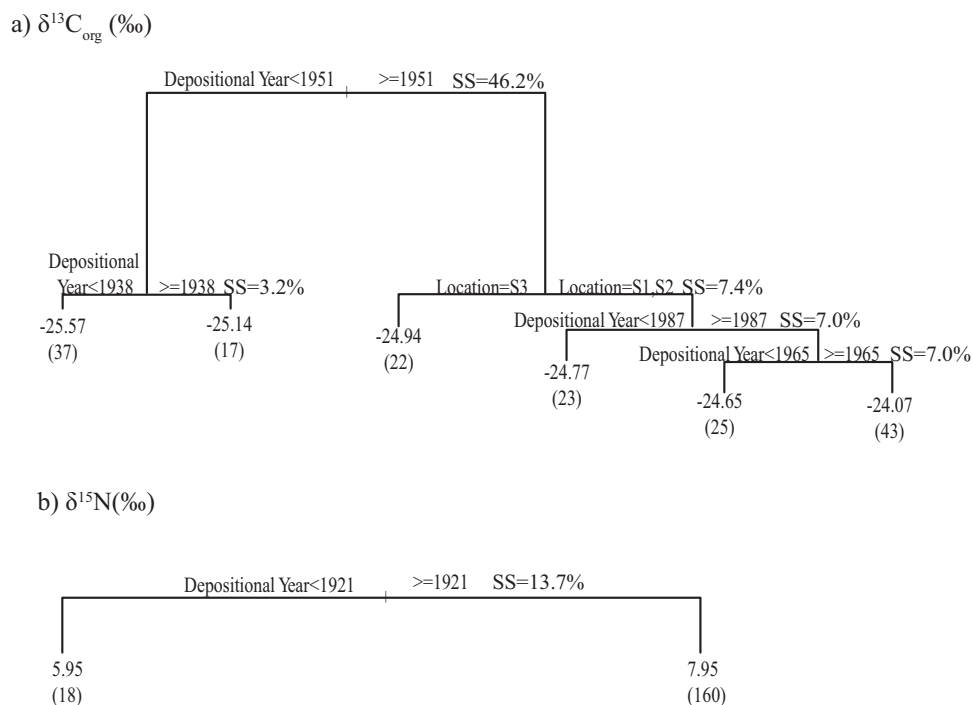 a) δ¹³C_org (‰)
Depositional Year<1951 >=1951 SS=46.2%
Depositional
Year<1938 >=1938 SS=3.2%
Location=S3 Location=S1,S2 SS=7.4%
-25.57
(37)
-25.14
(17)
-24.94
(22)
Depositional Year<1987 >=1987 SS=7.0%
-24.77
(23)
Depositional Year<1965 >=1965 SS=7.0%
-24.65
(25)
-24.07
(43)
b) δ¹⁵N(‰)
Depositional Year<1921 >=1921 SS=13.7%
5.95
(18)
7.95
(160)